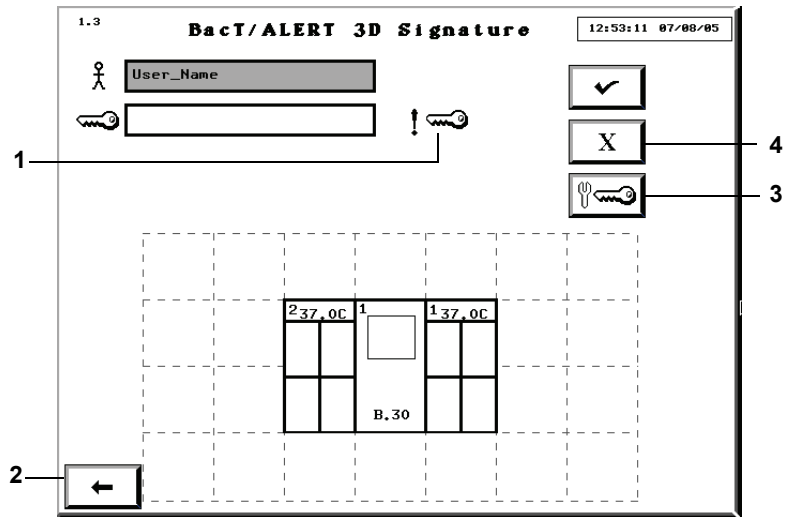 1.3
BacT/ALERT 3D Signature
12:53:11 07/08/05
User_Name
!
X
1
4
3
2 37.0C
1
1 37.0C
B.30
2